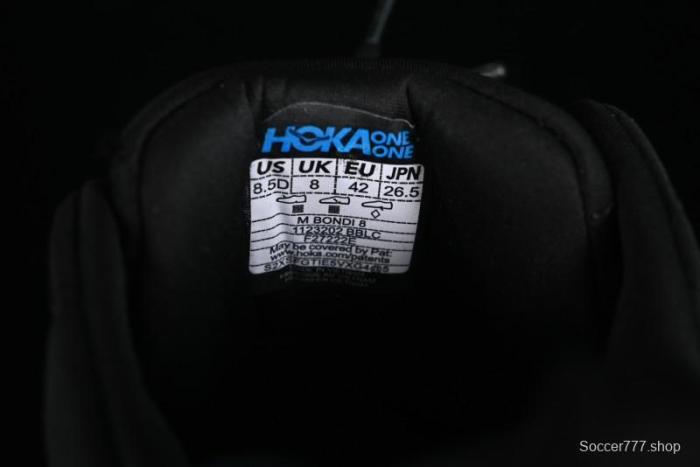 HOKA ONE ONE
US UK EU JPN
8.5D 8 42 26.5
M BONDI 8
1123202 BBLC
F27222E
May be covered by Pat:
www.hoka.com/patents
Soccer777.shop